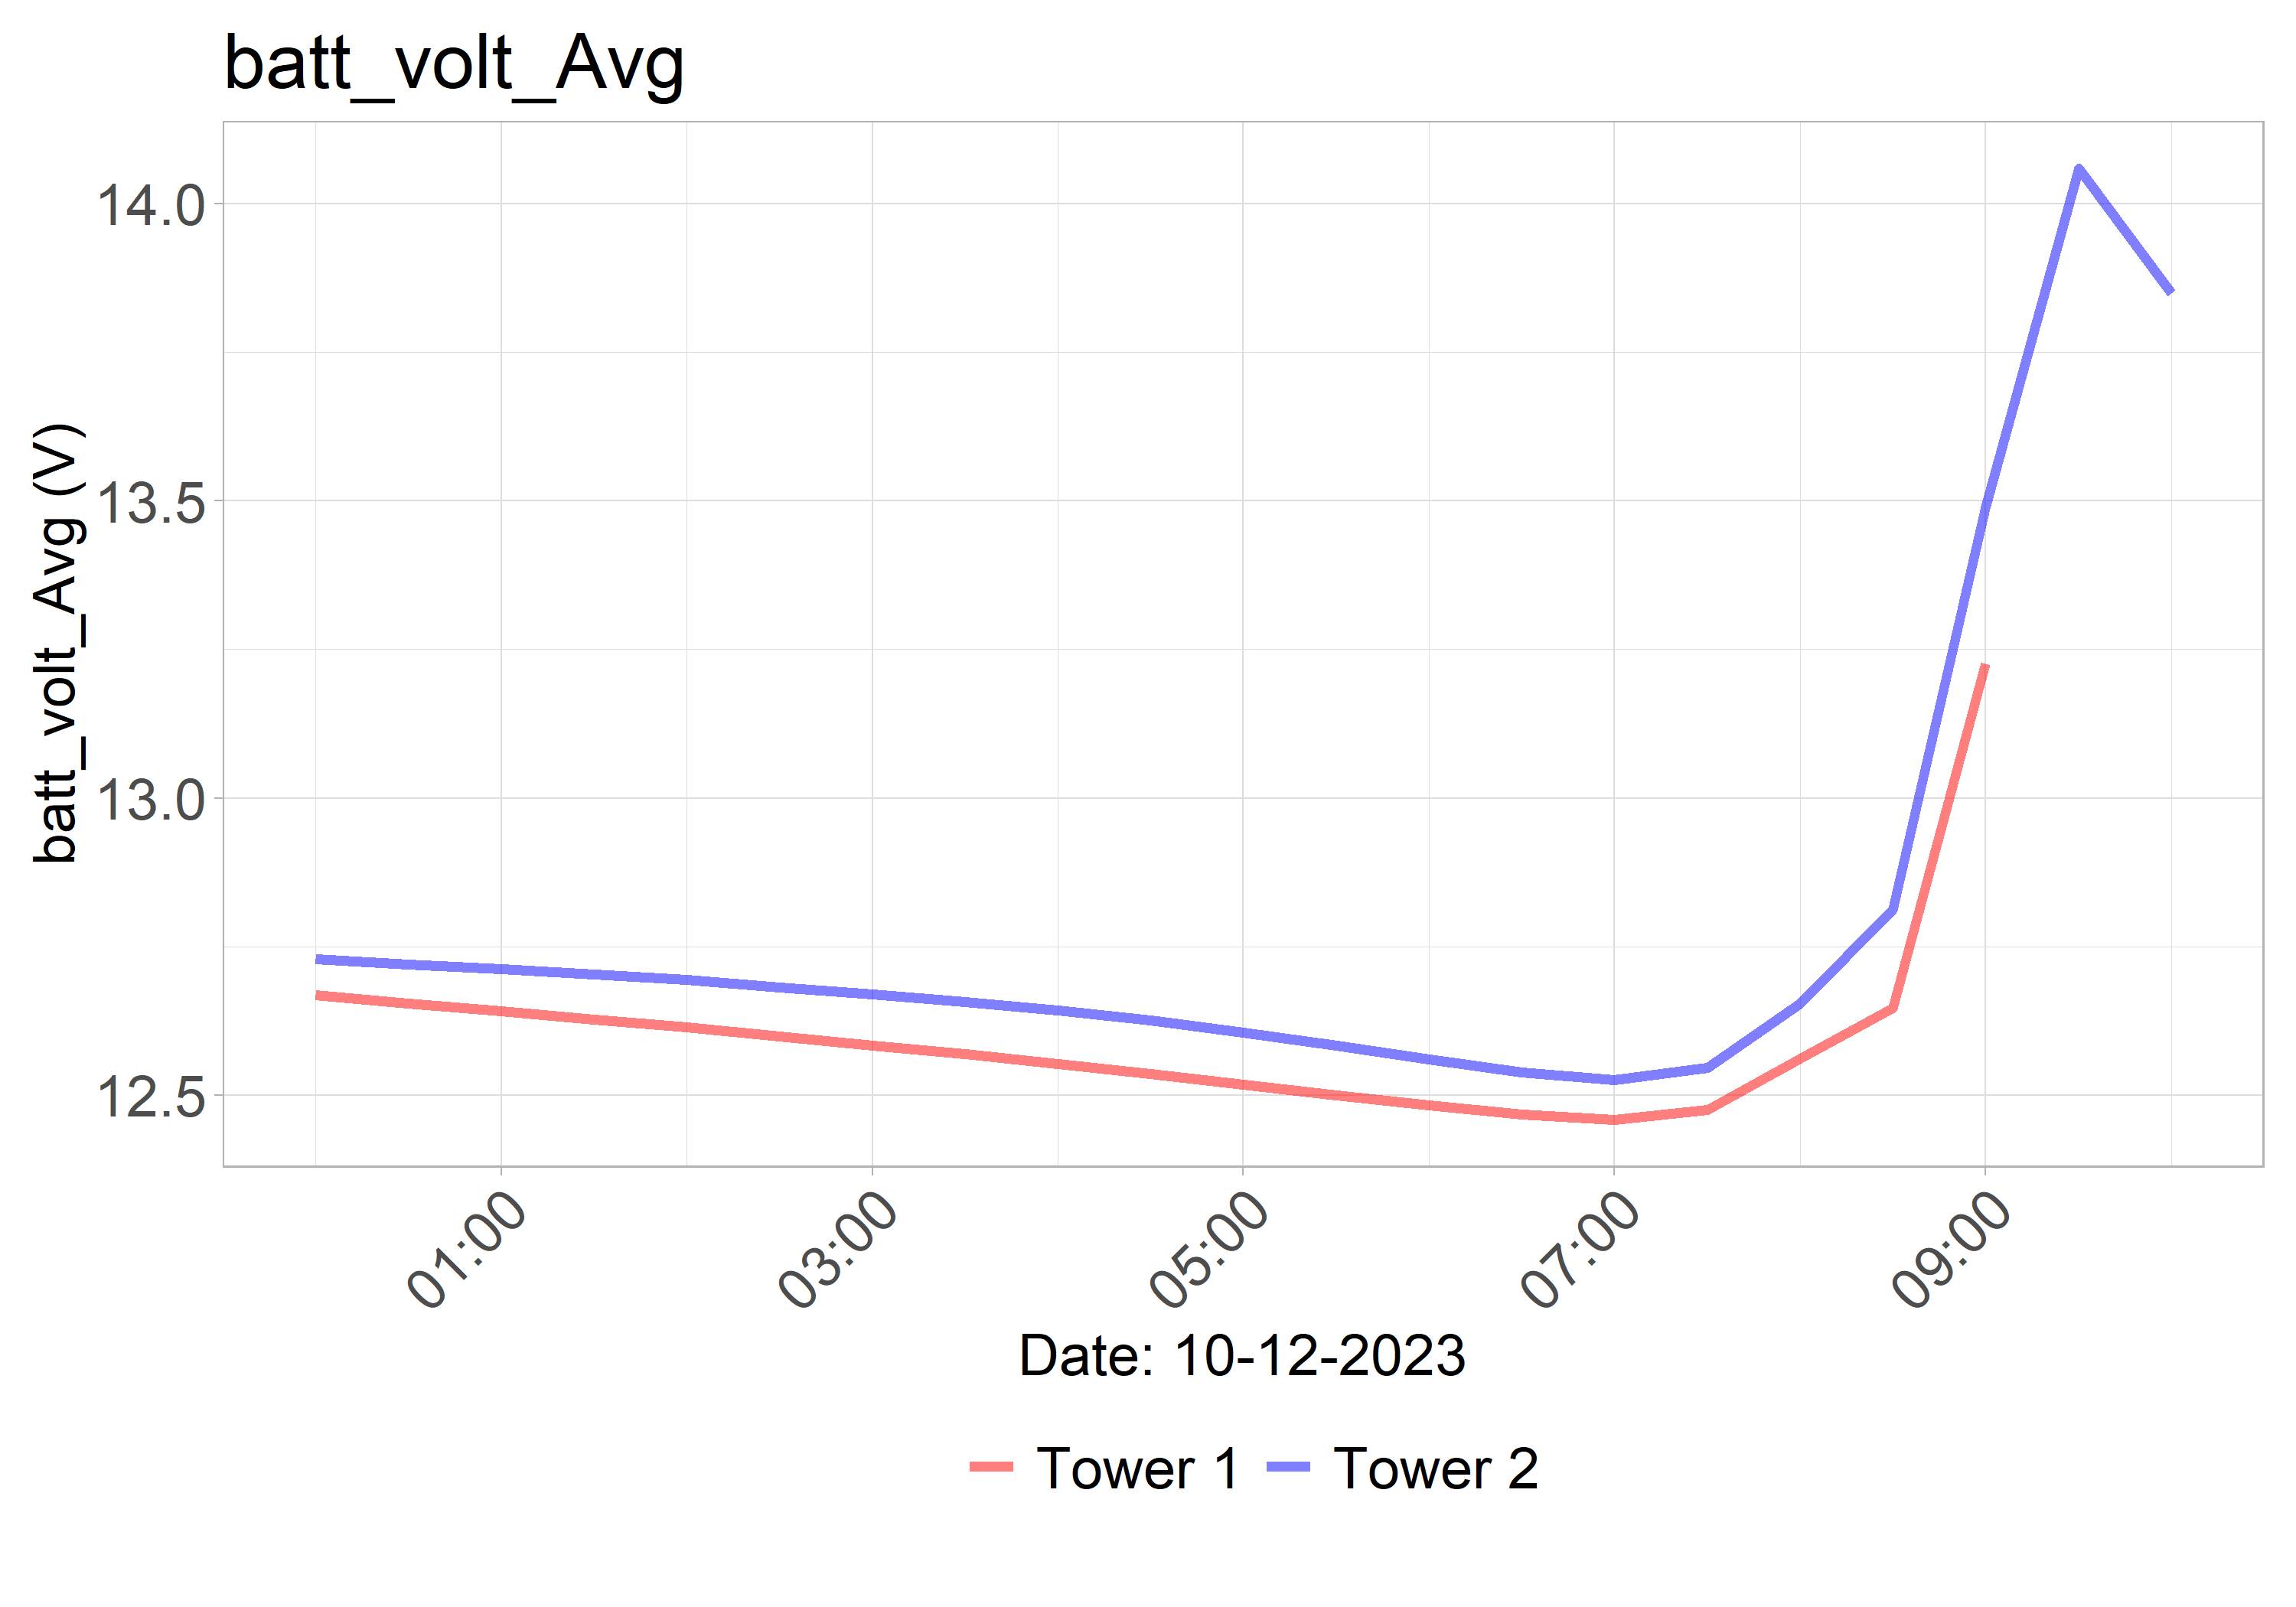 batt_volt_Avg
batt_volt_Avg (V)
14.0
13.5
13.0
12.5
01:00
03:00
05:00
07:00
09:00
Date: 10-12-2023
Tower 1
Tower 2